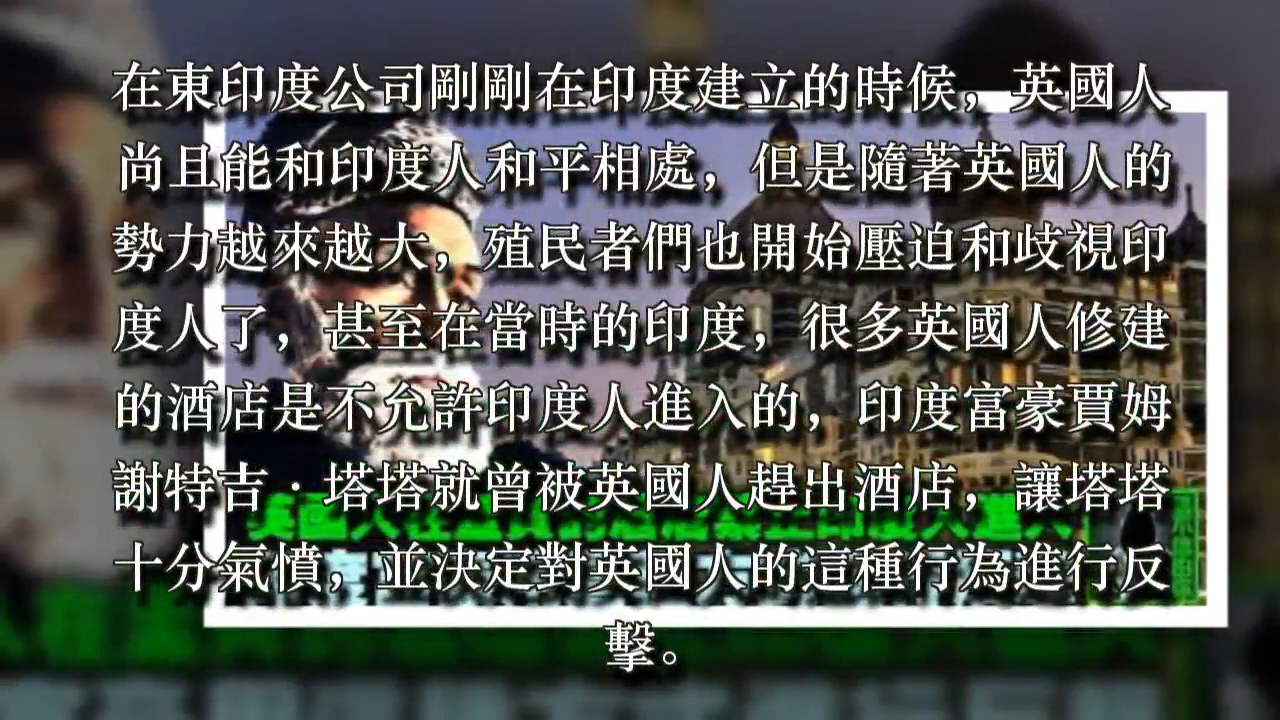 在東印度公司剛剛在印度建立的時候，英國人
尚且能和印度人和平相處，但是隨著英國人的
勢力越來越大，殖民者們也開始壓迫和歧視印
度人了，甚至在當時的印度，很多英國人修建
的酒店是不允許印度人進入的，印度富豪賈姆
謝特吉·塔塔就曾被英國人趕出酒店，讓塔塔
十分氣憤，並決定對英國人的這種行為進行反
擊。